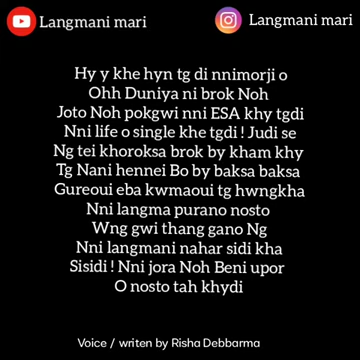 Langmani mari
Langmani mari
Hy y khe hyn tg di nnimorji o
Ohh Duniya ni brok Noh
Joto Noh pokgwi nni ESA khy tgdi
Nni life o single khe tgdi ! Judi se
Ng tei khoroksa brok by kham khy
Tg Nani hennei Bo by baksa baksa
Gureoui eba kwmaoui tg hwngkha
Nni langma purano nosto
Wng gwi thang gano Ng
Nni langmani nahar sidi kha
Sisidi ! Nni jora Noh Beni upor
O nosto tah khydi
Voice / writen by Risha Debbarma